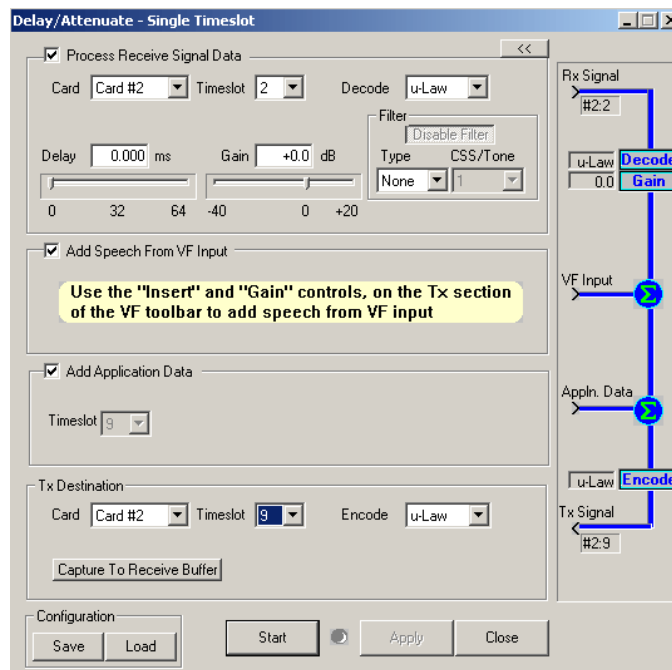 Delay/Attenuate - Single Timeslot
Process Receive Signal Data
<<
Card Card #2 Timeslot 2 Decode u-Law
Filter
Disable Filter
Delay 0.000 ms Gain +0.0 dB
Type CSS/Tone
None 1
0 32 64 -40 0 +20
Add Speech From VF Input
Use the "Insert" and "Gain" controls, on the Tx section
of the VF toolbar to add speech from VF input
Add Application Data
Timeslot 9
Tx Destination
Card Card #2 Timeslot 9 Encode u-Law
Capture To Receive Buffer
Configuration
Save Load
Start Apply Close
Rx Signal
#2:2
u-Law Decode
0.0 Gain
VF Input
Σ
Appln. Data
Σ
u-Law Encode
Tx Signal
#2:9